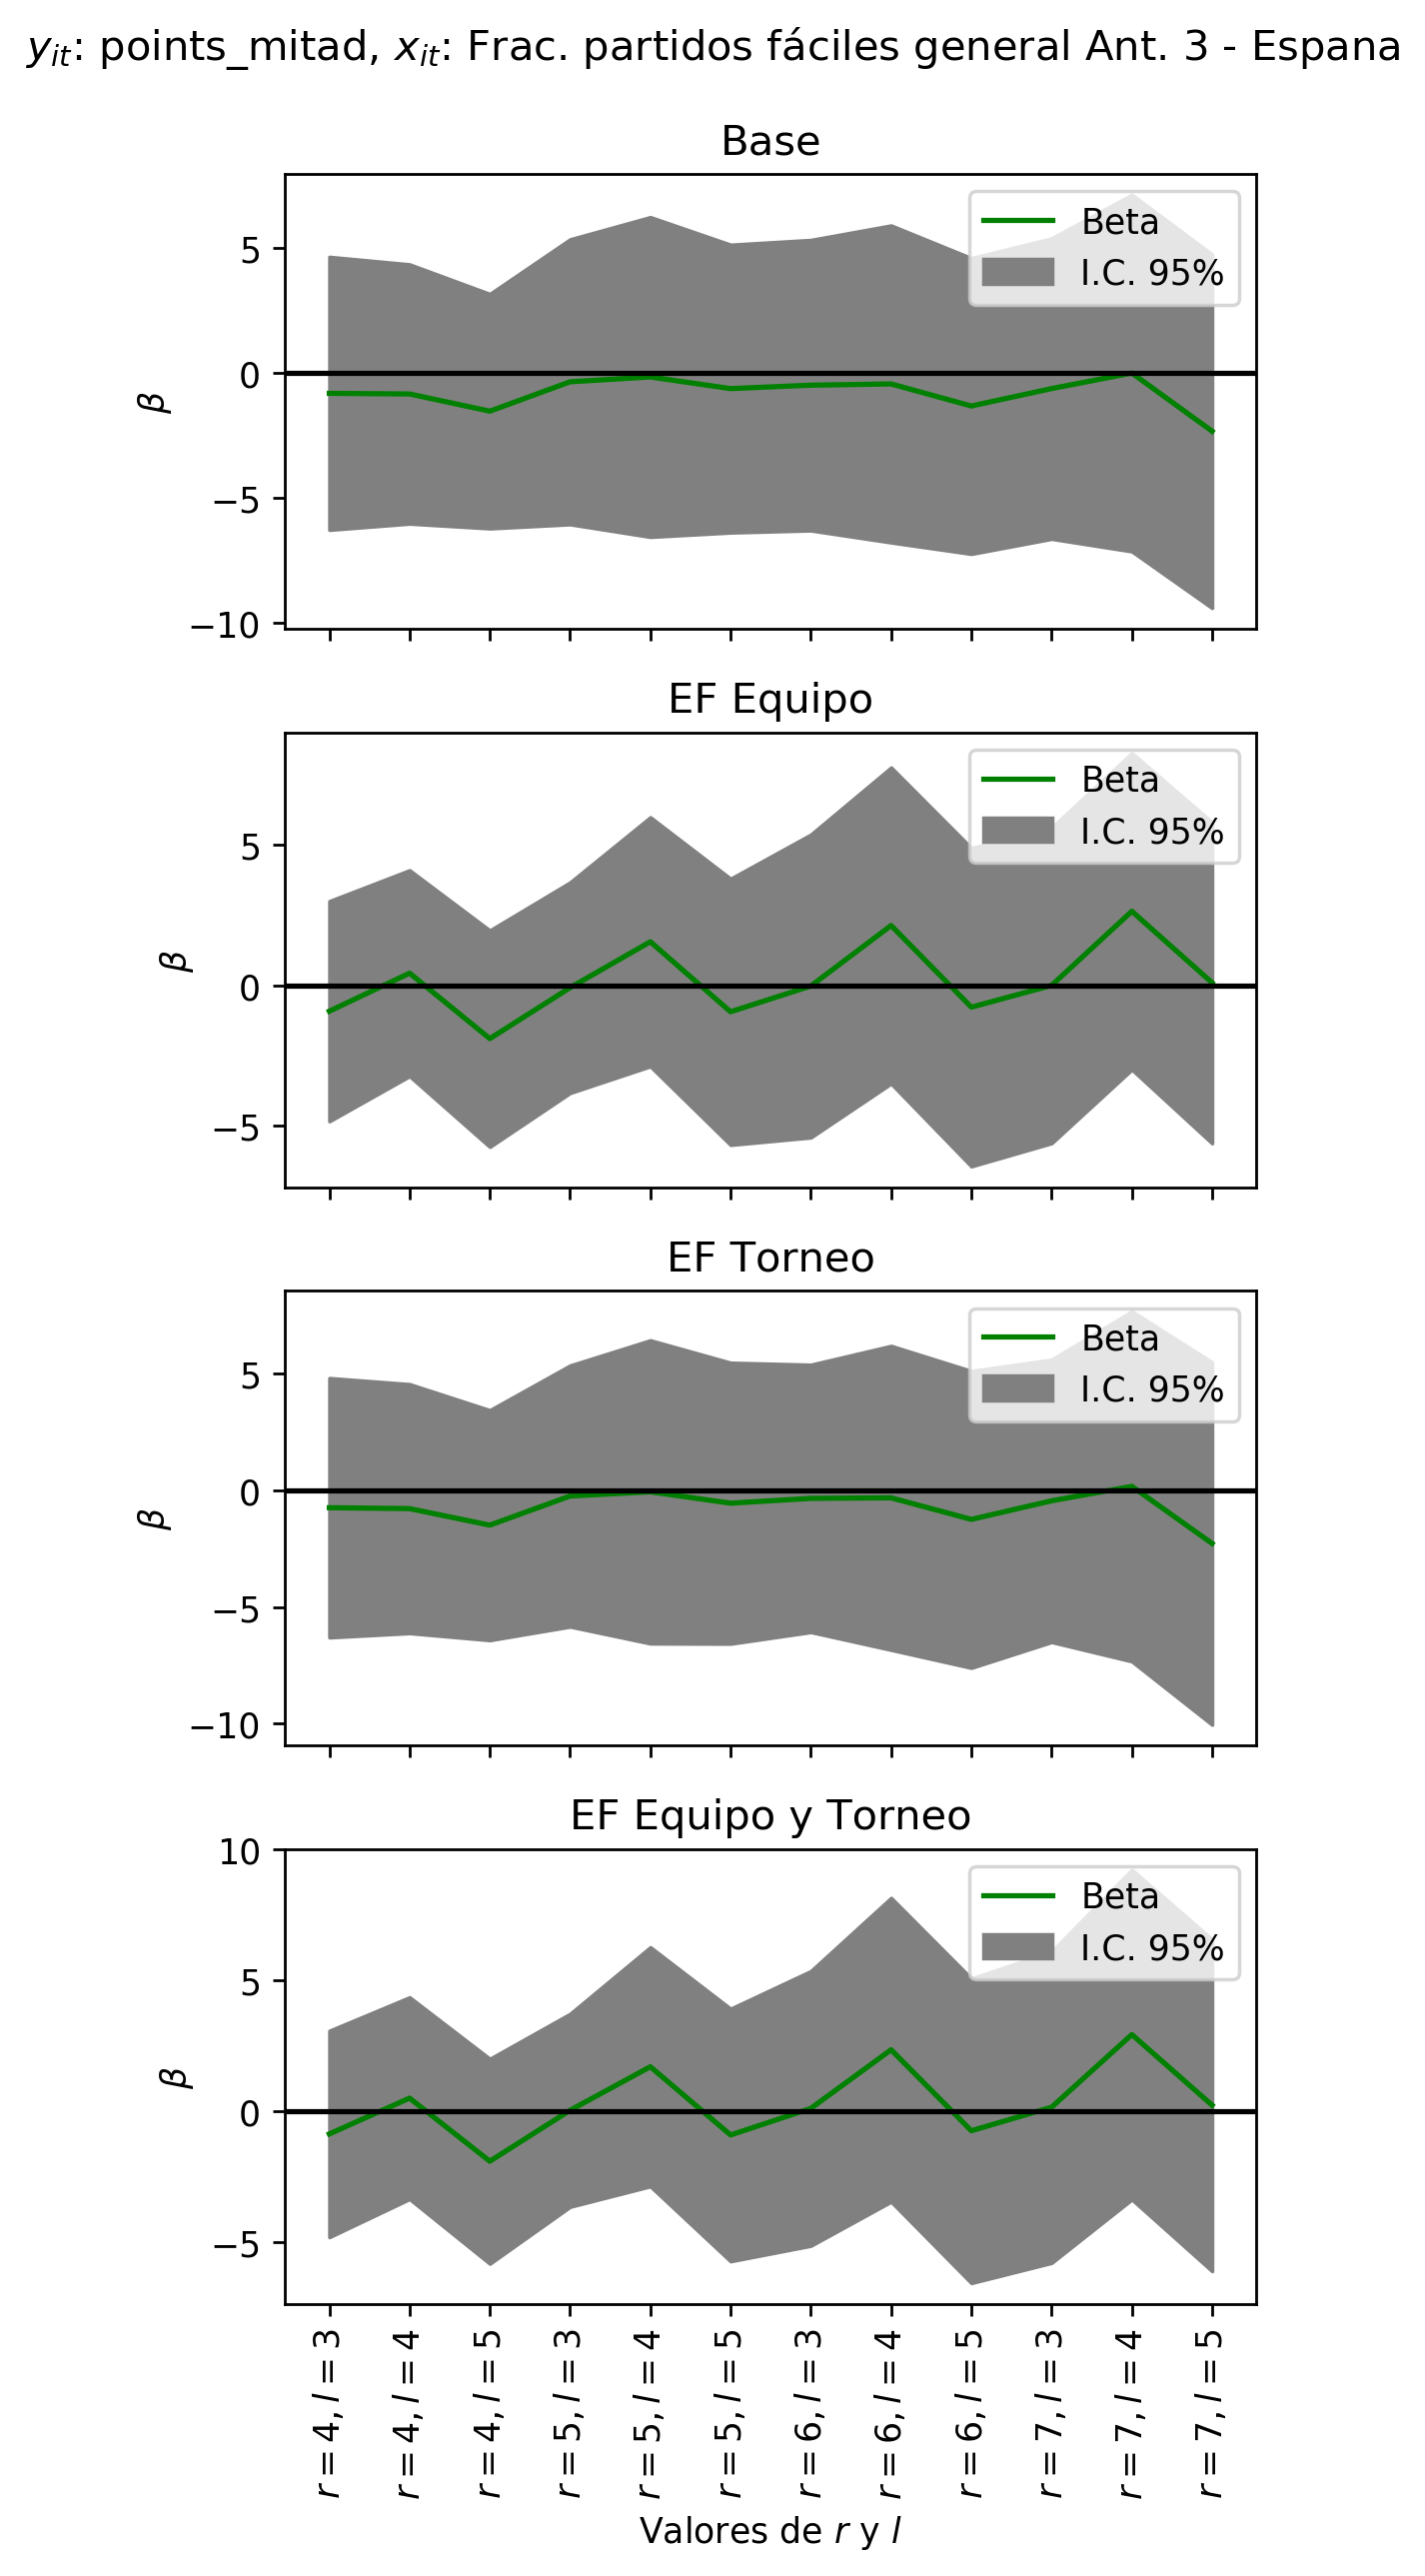 y_it: points_mitad, x_it: Frac. partidos fáciles general Ant. 3 - Espana
Base
Beta
I.C. 95%
5
0
−5
−10
β
EF Equipo
Beta
I.C. 95%
5
0
−5
β
EF Torneo
Beta
I.C. 95%
5
0
−5
−10
β
EF Equipo y Torneo
Beta
I.C. 95%
10
5
0
−5
β
r = 4, l = 3
r = 4, l = 4
r = 4, l = 5
r = 5, l = 3
r = 5, l = 4
r = 5, l = 5
r = 6, l = 3
r = 6, l = 4
r = 6, l = 5
r = 7, l = 3
r = 7, l = 4
r = 7, l = 5
Valores de r y l